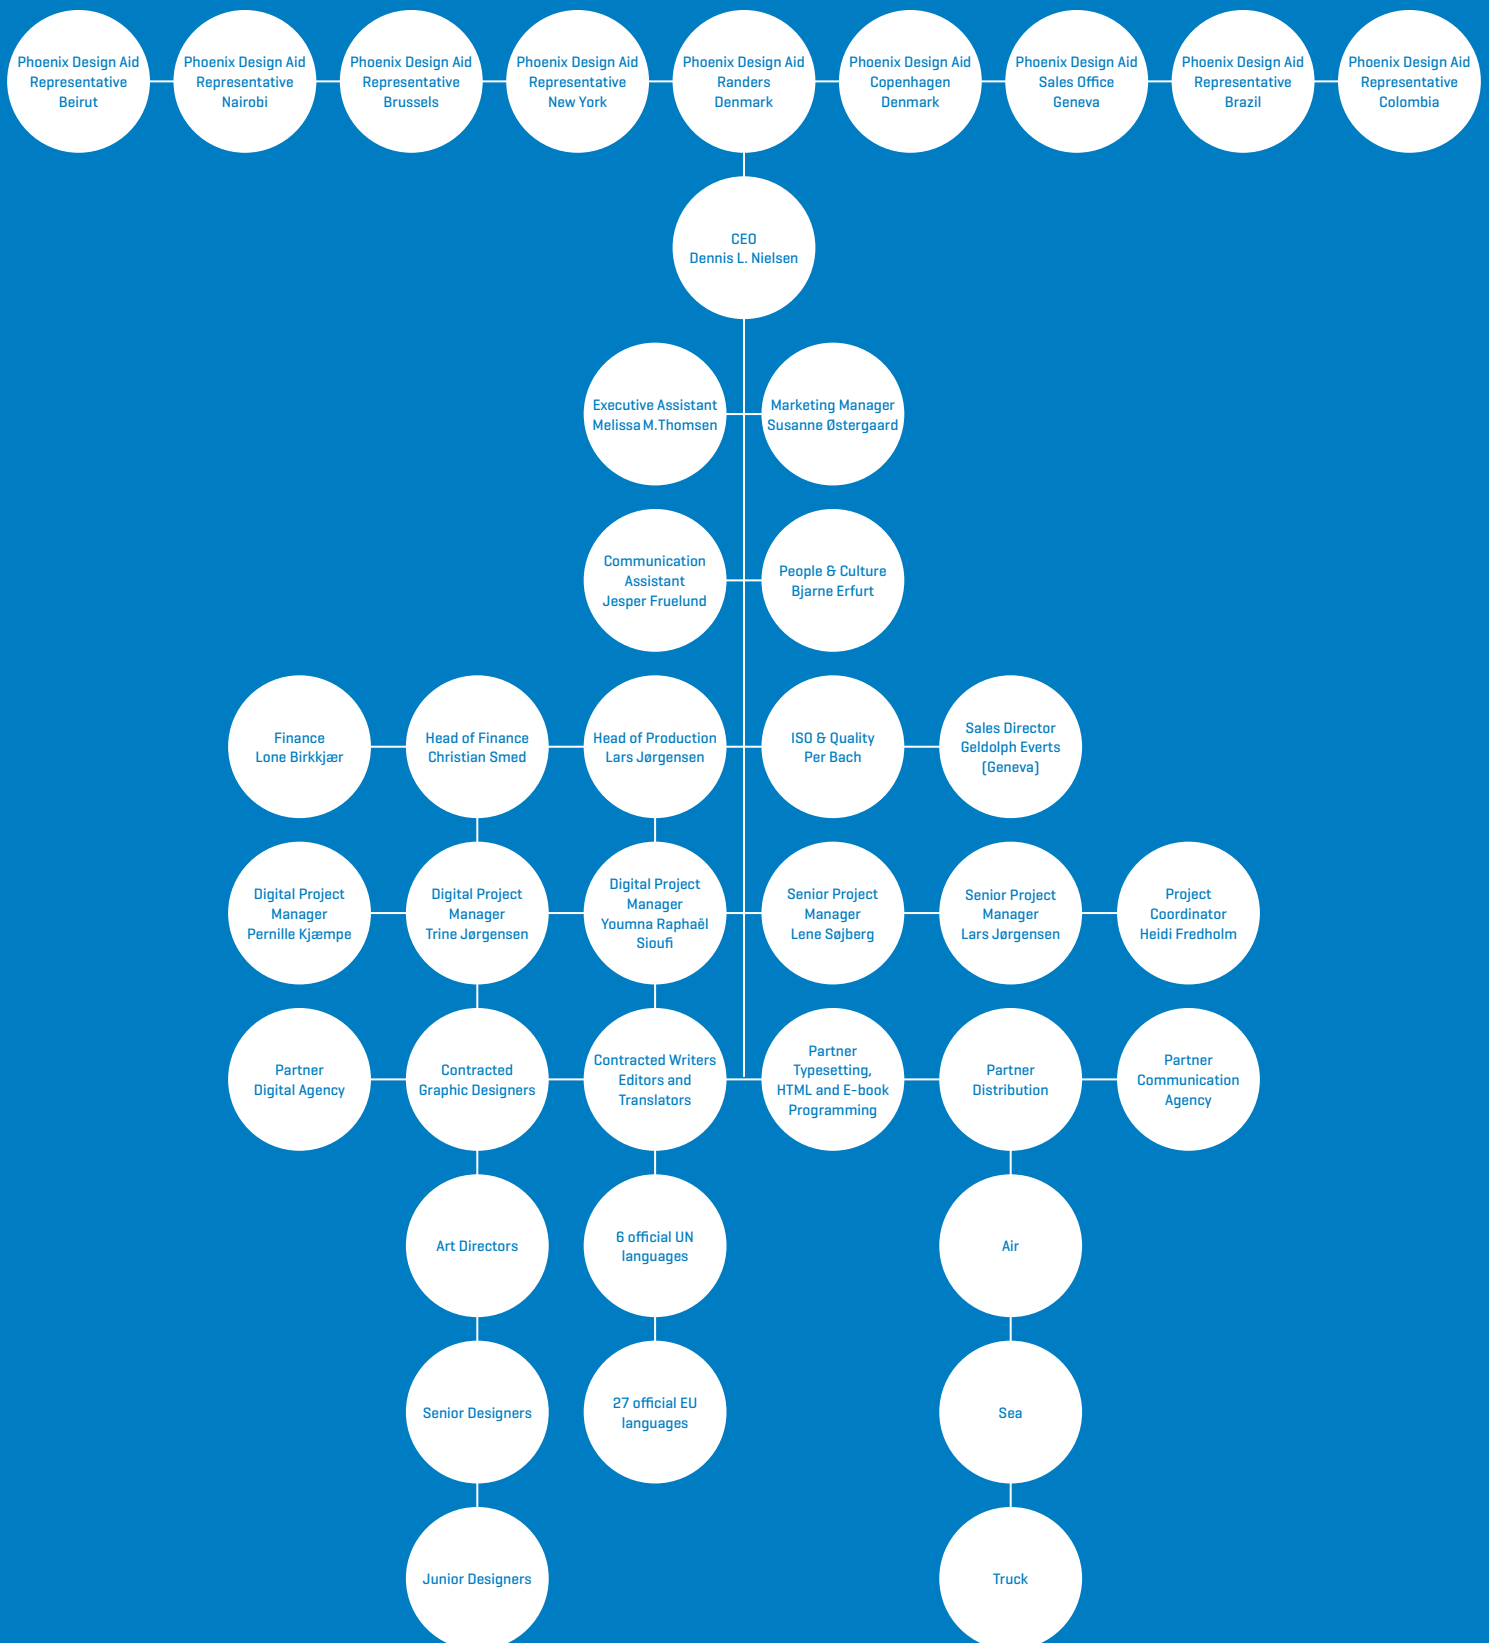 Phoenix Design Aid
Representative
Beirut
Phoenix Design Aid
Representative
Nairobi
Phoenix Design Aid
Representative
Brussels
Phoenix Design Aid
Representative
New York
Phoenix Design Aid
Randers
Denmark
Phoenix Design Aid
Copenhagen
Denmark
Phoenix Design Aid
Sales Office
Geneva
Phoenix Design Aid
Representative
Brazil
Phoenix Design Aid
Representative
Colombia
CEO
Dennis L. Nielsen
Executive Assistant
Melissa M.Thomsen
Marketing Manager
Susanne Østergaard
Communication
Assistant
Jesper Fruelund
People & Culture
Bjarne Erfurt
Finance
Lone Birkkjær
Head of Finance
Christian Smed
Head of Production
Lars Jørgensen
ISO & Quality
Per Bach
Sales Director
Geldolph Everts
(Geneva)
Digital Project
Manager
Pernille Kjæmpe
Digital Project
Manager
Trine Jørgensen
Digital Project
Manager
Youmna Raphaël
Sioufi
Senior Project
Manager
Lene Søjberg
Senior Project
Manager
Lars Jørgensen
Project
Coordinator
Heidi Fredholm
Partner
Digital Agency
Contracted
Graphic Designers
Contracted Writers
Editors and
Translators
Partner
Typesetting,
HTML and E-book
Programming
Partner
Distribution
Partner
Communication
Agency
Art Directors
6 official UN
languages
Air
Senior Designers
27 official EU
languages
Sea
Junior Designers
Truck